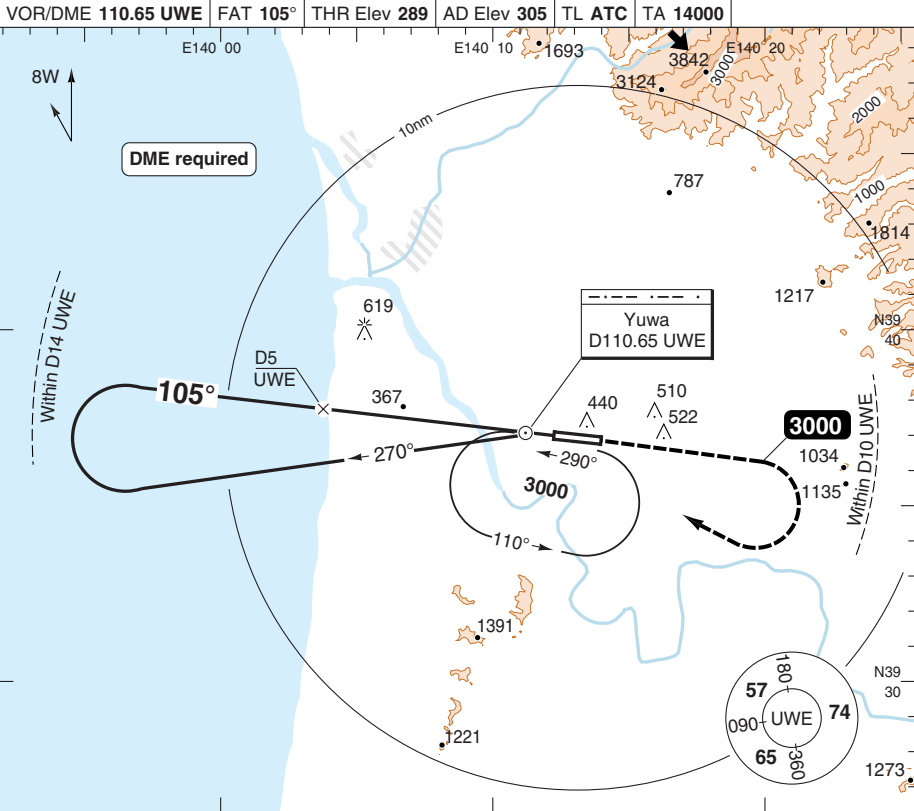 VOR/DME 110.65 UWE FAT 105° THR Elev 289 AD Elev 305 TL ATC TA 14000
E140 00
E140 10
E140 20
1693
3842
3000
3124
8W
10nm
2000
DME required
787
1000
1814
1217
Within D14 UWE
619
Yuwa
D110.65 UWE
N39
40
D5
UWE
105°
367
440
510
522
3000
1034
1135
Within D10 UWE
270°
290°
3000
110°
1391
1221
180
57
74
090
UWE
65
360
N39
30
1273